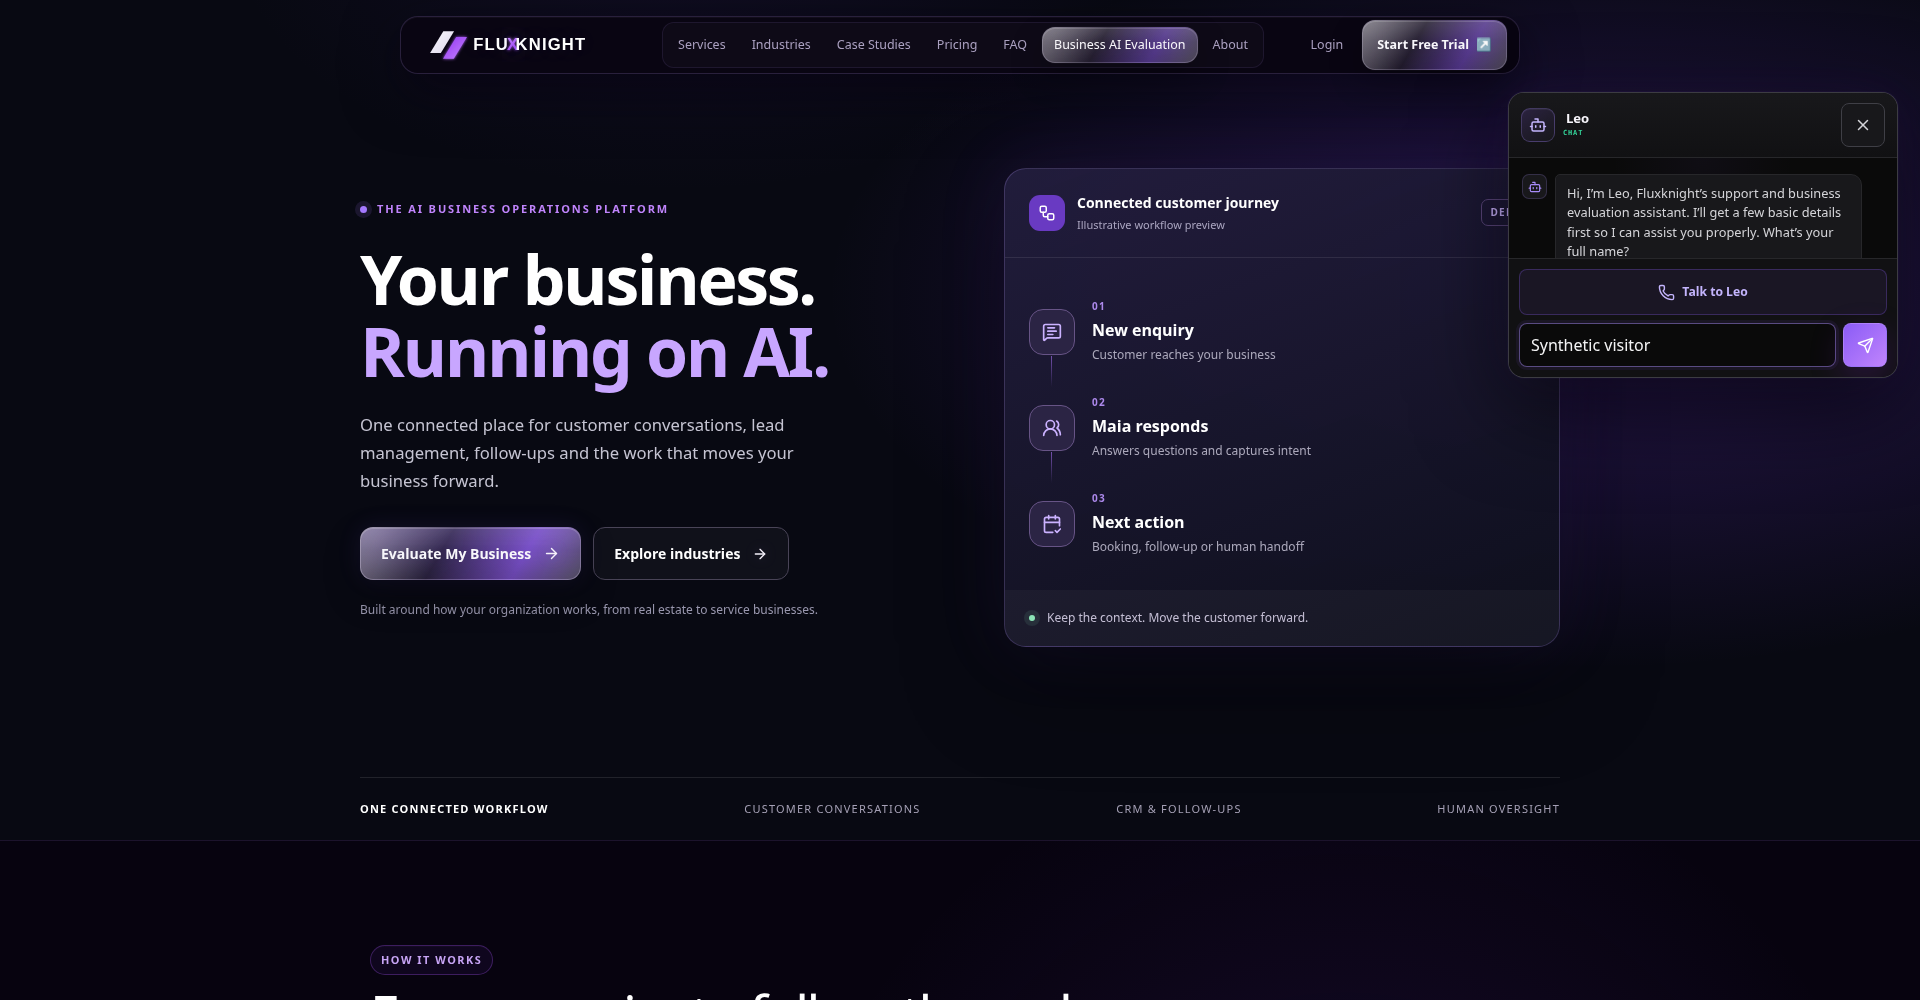 FLUXKNIGHT
Services
Industries
Case Studies
Pricing
FAQ
Business AI Evaluation
About
Login
Start Free Trial
Leo
CHAT
Hi, I’m Leo, Fluxknight’s support and business
evaluation assistant. I’ll get a few basic details
first so I can assist you properly. What’s your
full name?
Talk to Leo
Synthetic visitor
THE AI BUSINESS OPERATIONS PLATFORM
Your business.
Running on AI.
One connected place for customer conversations, lead
management, follow-ups and the work that moves your
business forward.
Evaluate My Business
Explore industries
Built around how your organization works, from real estate to service businesses.
Connected customer journey
Illustrative workflow preview
01
New enquiry
Customer reaches your business
02
Maia responds
Answers questions and captures intent
03
Next action
Booking, follow-up or human handoff
Keep the context. Move the customer forward.
ONE CONNECTED WORKFLOW
CUSTOMER CONVERSATIONS
CRM & FOLLOW-UPS
HUMAN OVERSIGHT
HOW IT WORKS